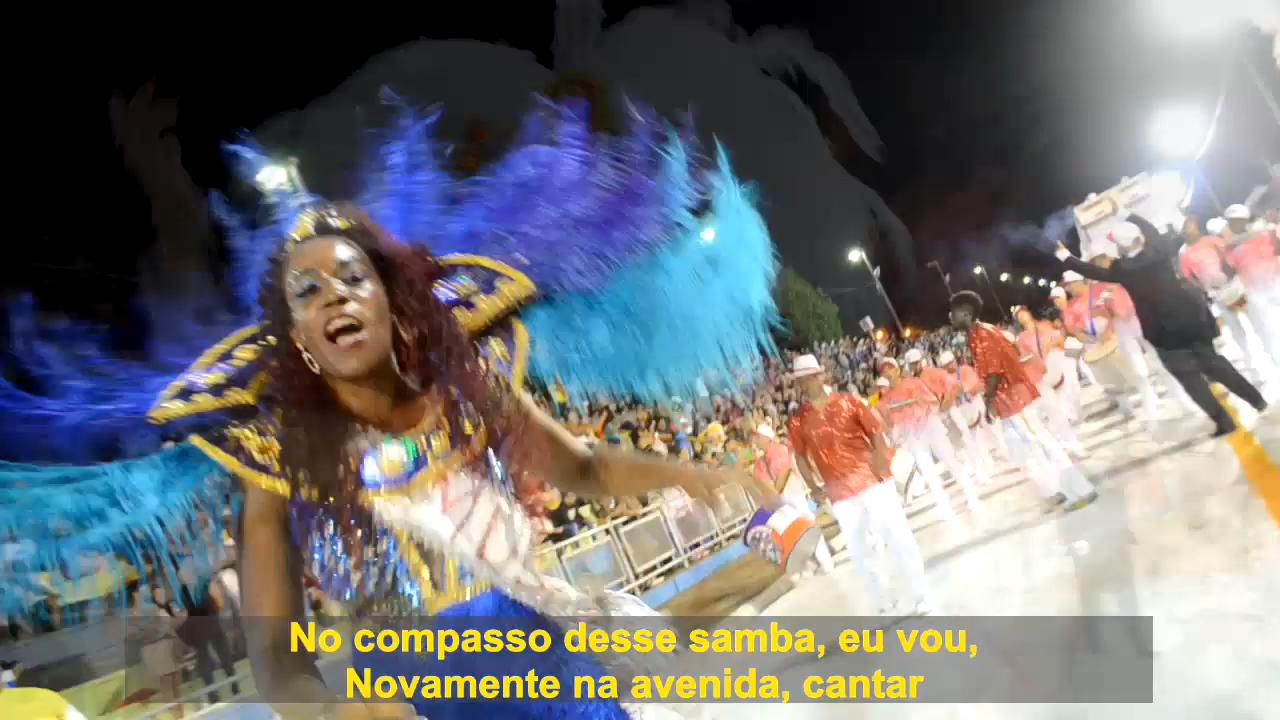 No compasso desse samba, eu vou,
Novamente na avenida, cantar